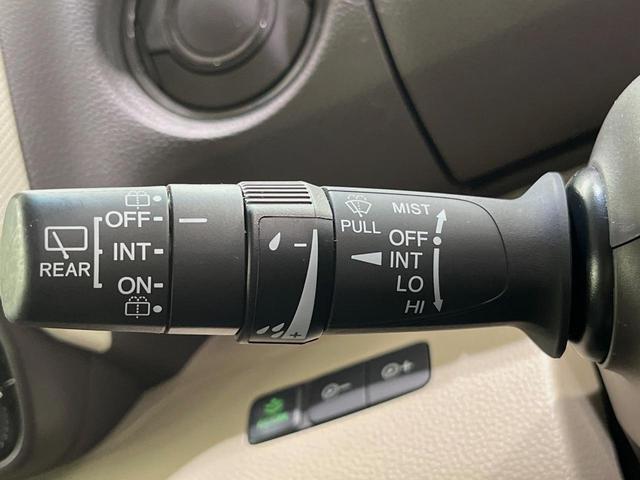 REAR
OFF
INT
ON
PULL
MIST
OFF
INT
LO
HI